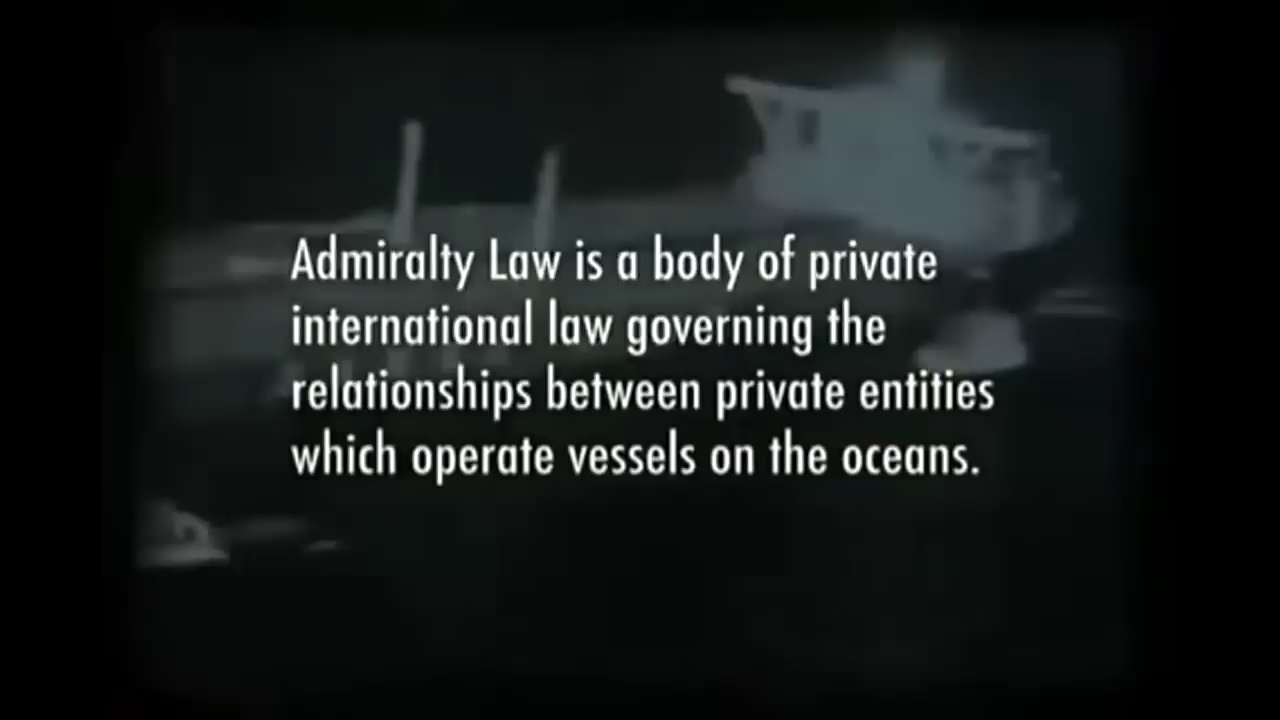 Admiralty Law is a body of private
international law governing the
relationships between private entities
which operate vessels on the oceans.